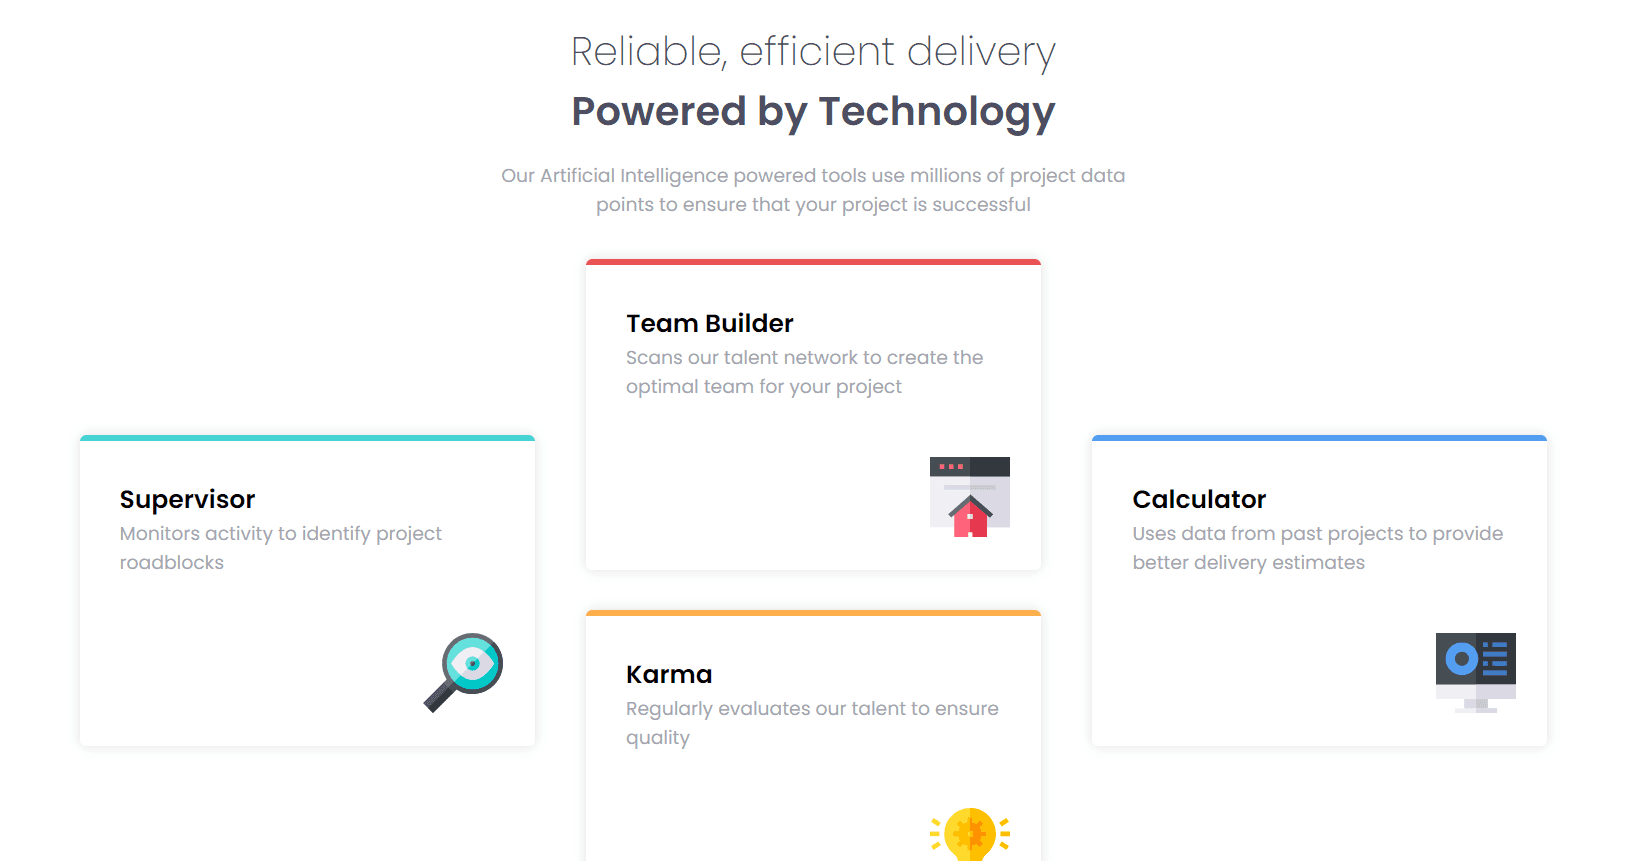 Reliable, efficient delivery
Powered by Technology
Our Artificial Intelligence powered tools use millions of project data
points to ensure that your project is successful
Team Builder
Scans our talent network to create the
optimal team for your project
Supervisor
Monitors activity to identify project
roadblocks
Calculator
Uses data from past projects to provide
better delivery estimates
Karma
Regularly evaluates our talent to ensure
quality